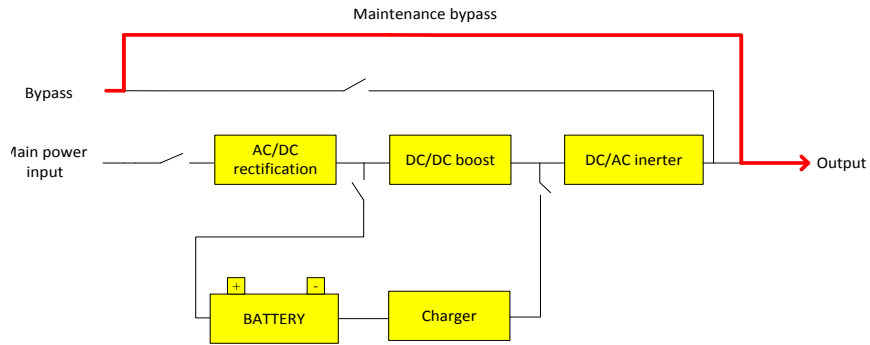 Maintenance bypass
Bypass
Main power
input
AC/DC
rectification
DC/DC boost
DC/AC inerter
Output
+
-
BATTERY
Charger